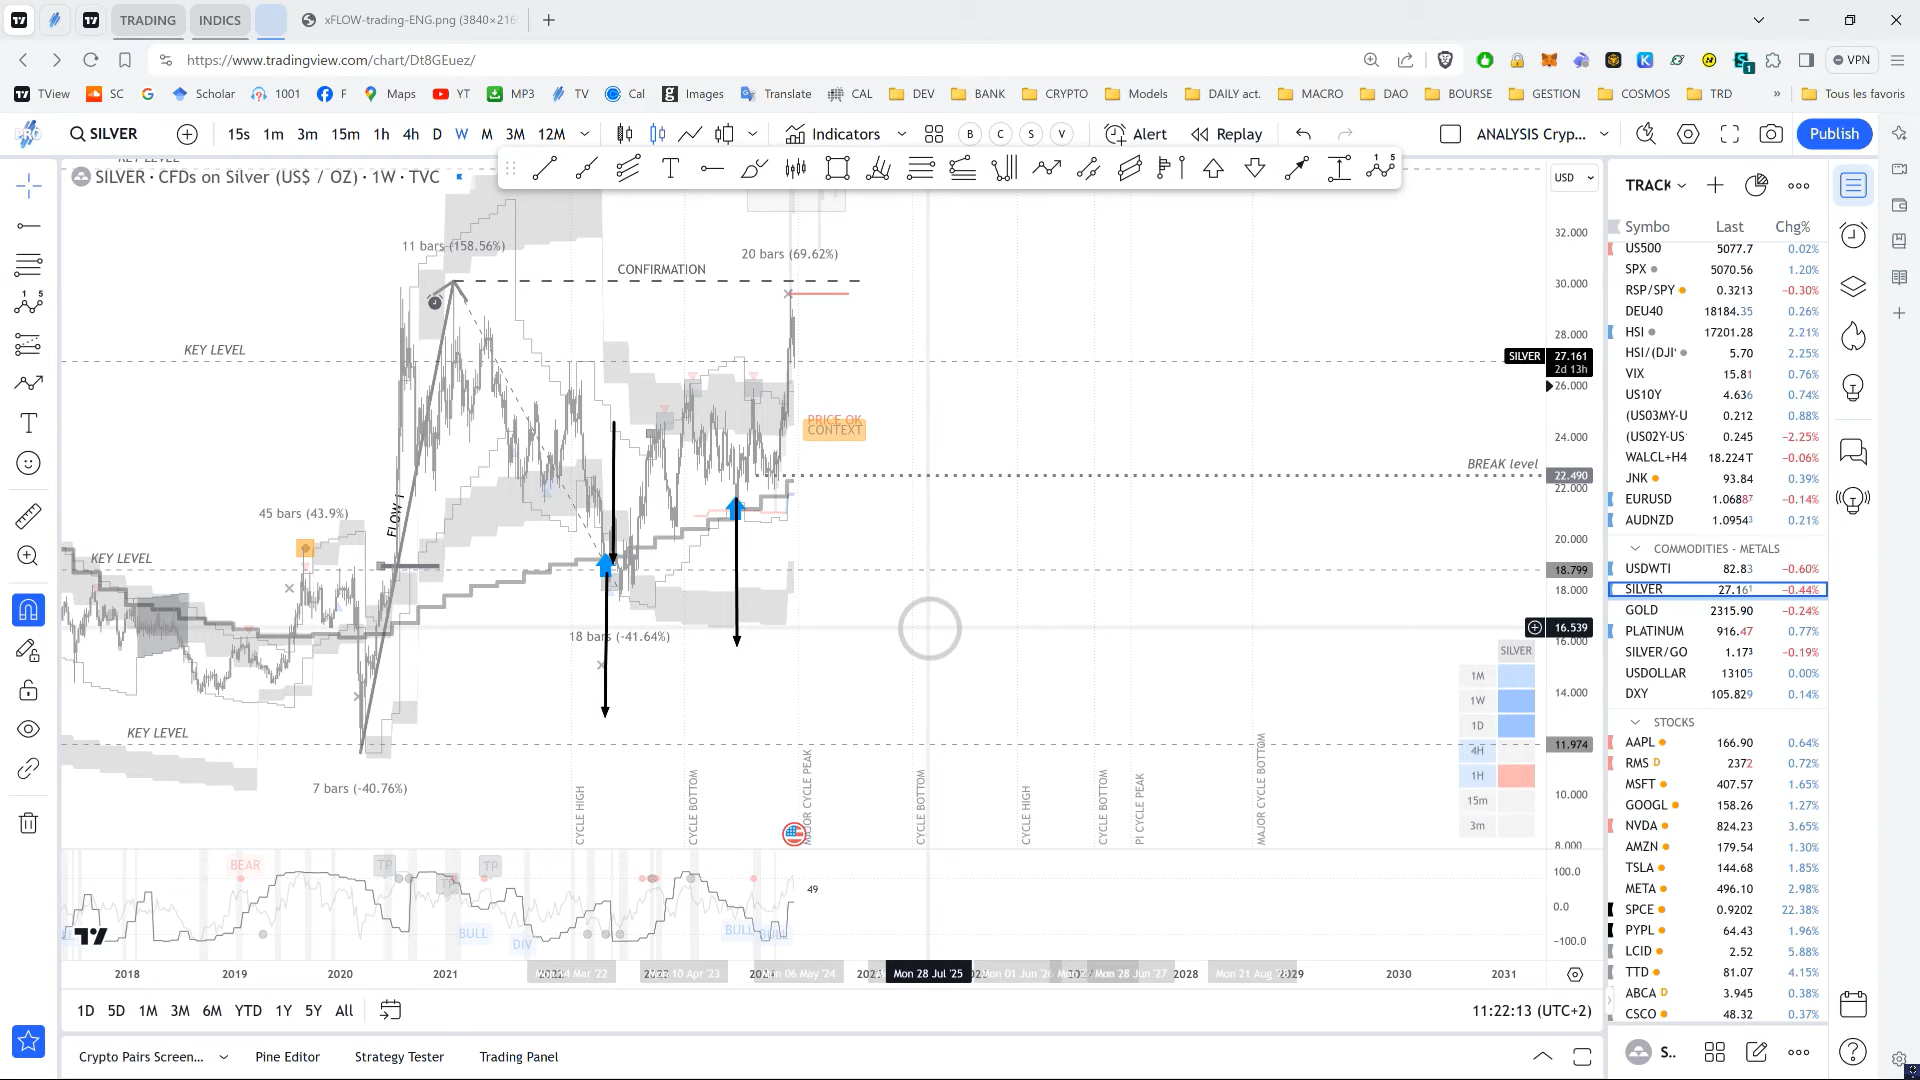 TRADING
INDICS
xFLOW-trading-ENG.png (3840×216
https://www.tradingview.com/chart/Dt8GEuez/
VPN
TView
SC
Scholar
1001
F
Maps
YT
MP3
TV
Cal
Images
Translate
CAL
DEV
BANK
CRYPTO
Models
DAILY act.
MACRO
DAO
BOURSE
GESTION
COSMOS
TRD
»
Tous les favoris
PRO
SILVER
15s 1m 3m 15m 1h 4h D W M 3M 12M
Indicators
B C S V
Alert
Replay
ANALYSIS Cryp...
Publish
SILVER · CFDs on Silver (US$ / OZ) · 1W · TVC
USD
KEY LEVEL
11 bars (158.56%)
20 bars (69.62%)
CONFIRMATION
KEY LEVEL
PRICE OK
CONTEXT
BREAK level
45 bars (43.9%)
FLOW 1
KEY LEVEL
18 bars (-41.64%)
KEY LEVEL
7 bars (-40.76%)
CYCLE HIGH
CYCLE BOTTOM
MAJOR CYCLE PEAK
CYCLE BOTTOM
CYCLE HIGH
CYCLE BOTTOM
PI CYCLE PEAK
MAJOR CYCLE BOTTOM
32.000
30.000
28.000
SILVER 27.161
2d 13h
26.000
24.000
22.490
22.000
20.000
18.799
18.000
16.539
16.000
14.000
11.974
10.000
8.000
SILVER
1M
1W
1D
4H
1H
15m
3m
BEAR
TP
TP
TP
BULL
DIV
BULL
BULL
49
100.0
0.0
−100.0
2018 2019 2020 2021 Mon 28 Jul '25 2028 2029 2030 2031
1D 5D 1M 3M 6M YTD 1Y 5Y All
11:22:13 (UTC+2)
Crypto Pairs Screen...
Pine Editor
Strategy Tester
Trading Panel
TRACK
Symbo Last Chg%
US500 5077.7 0.02%
SPX 5070.56 1.20%
RSP/SPY 0.3213 −0.30%
DEU40 18184.35 0.26%
HSI 17201.28 2.21%
HSI/(DJI 5.70 2.25%
VIX 15.81 0.76%
US10Y 4.636 0.74%
(US03MY-U 0.212 0.88%
(US02Y-US 0.245 −2.25%
WALCL+H4 18.224T −0.06%
JNK 93.84 0.39%
EURUSD 1.06887 −0.14%
AUDNZD 1.09543 0.21%
COMMODITIES - METALS
USDWTI 82.83 −0.60%
SILVER 27.161 −0.44%
GOLD 2315.90 −0.24%
PLATINUM 916.47 0.77%
SILVER/GO 1.173 −0.19%
USDOLLAR 13105 0.00%
DXY 105.829 0.14%
STOCKS
AAPL 166.90 0.64%
RMS D 2372 0.72%
MSFT 407.57 1.65%
GOOGL 158.26 1.27%
NVDA 824.23 3.65%
AMZN 179.54 1.30%
TSLA 144.68 1.85%
META 496.10 2.98%
SPCE 0.9202 22.38%
PYPL 64.43 1.96%
LCID 2.52 5.88%
TTD 81.07 4.15%
ABCA D 3.945 0.38%
CSCO 48.32 0.37%
S..